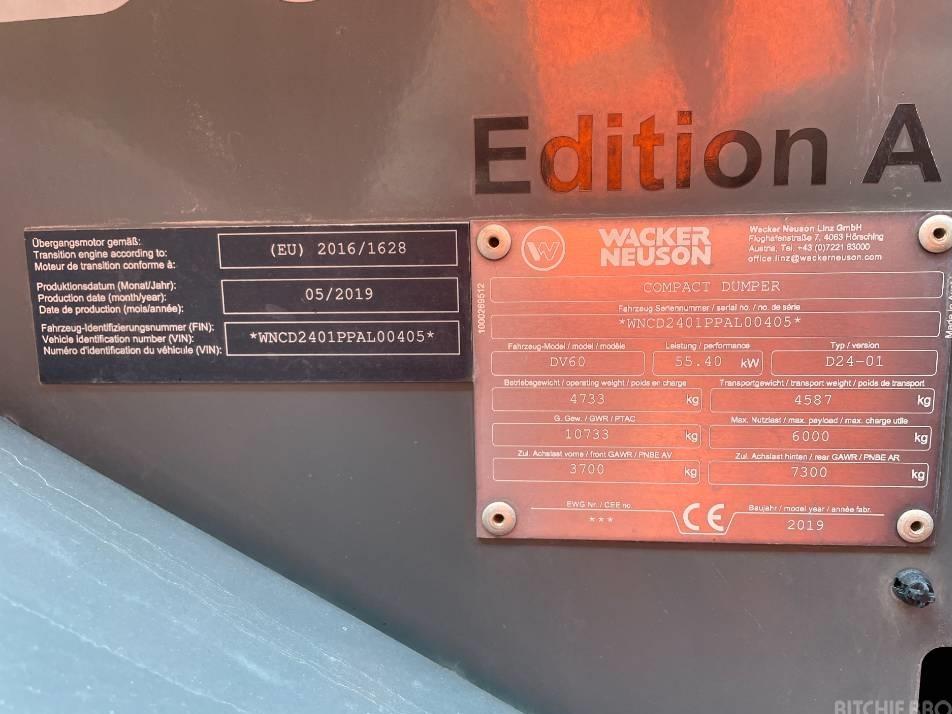 Edition A
Übergangsmotor gemäß:
Transition engine according to:
Moteur de transition conforme à:
(EU) 2016/1628
Produktionsdatum (Monat/Jahr):
Production date (month/year):
Date de production (mois/année):
05/2019
Fahrzeug-Identifizierungsnummer (FIN):
Vehicle identification number (VIN):
Numéro d'identification du véhicule (VIN):
*WNCD2401PPAL00405*
WACKER
NEUSON
Wacker Neuson Linz GmbH
Flughafenstraße 7, 4063 Hörsching
Austria, Tel. +43 (0)7221 63000
office.linz@wackerneuson.com
1000269512
COMPACT DUMPER
Fahrzeug Seriennummer / serial no. / no. de série
*WNCD2401PPAL00405*
Fahrzeug-Model / model / modèle
DV60
Leistung / performance
55.40 kW
Typ / version
D24-01
Betriebsgewicht / operating weight / poids en charge
4733 kg
Transportgewicht / transport weight / poids de transport
4587 kg
G. Gew. / GWR / PTAC
10733 kg
Max. Nutzlast / max. payload / max. charge utile
6000 kg
Zul. Achslast vorne / front GAWR / PNBE AV
3700 kg
Zul. Achslast hinten / rear GAWR / PNBE AR
7300 kg
EWG Nr. / CEE no.
***
CE
Baujahr / model year / année fabr.
2019
Made in
RITCHIE BRO